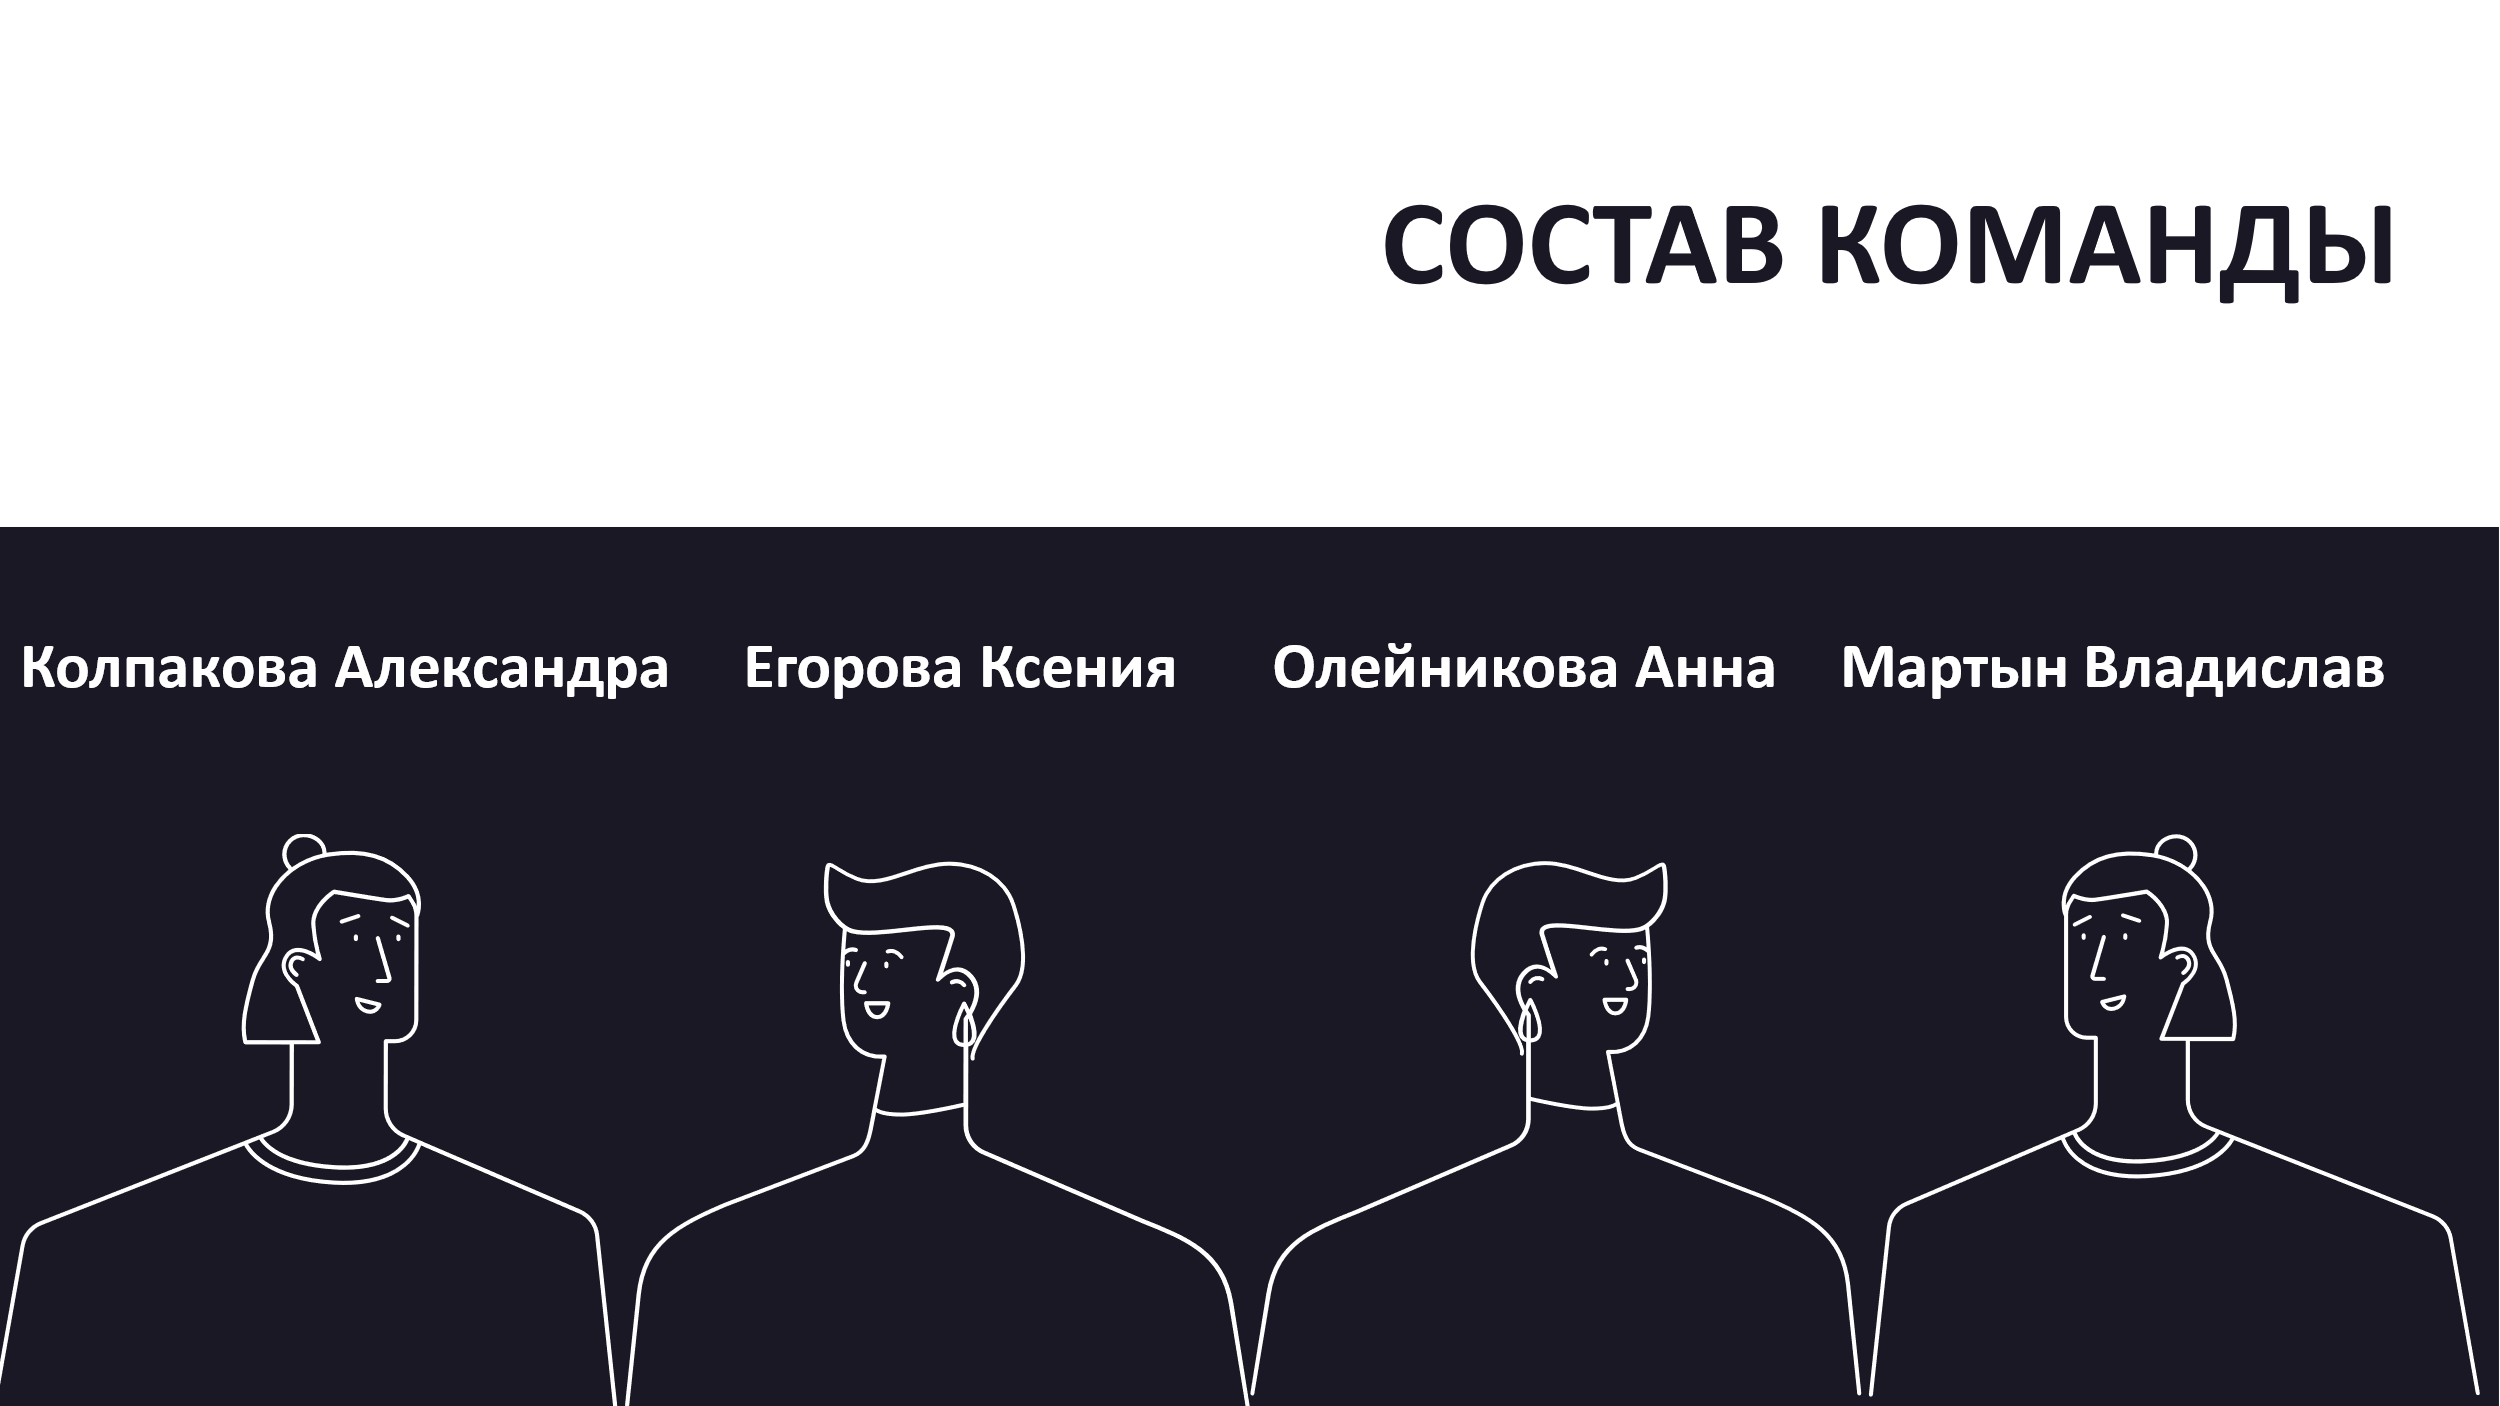 СОСТАВ КОМАНДЫ
Колпакова Александра Егорова Ксения Олейникова Анна Мартын Владислав